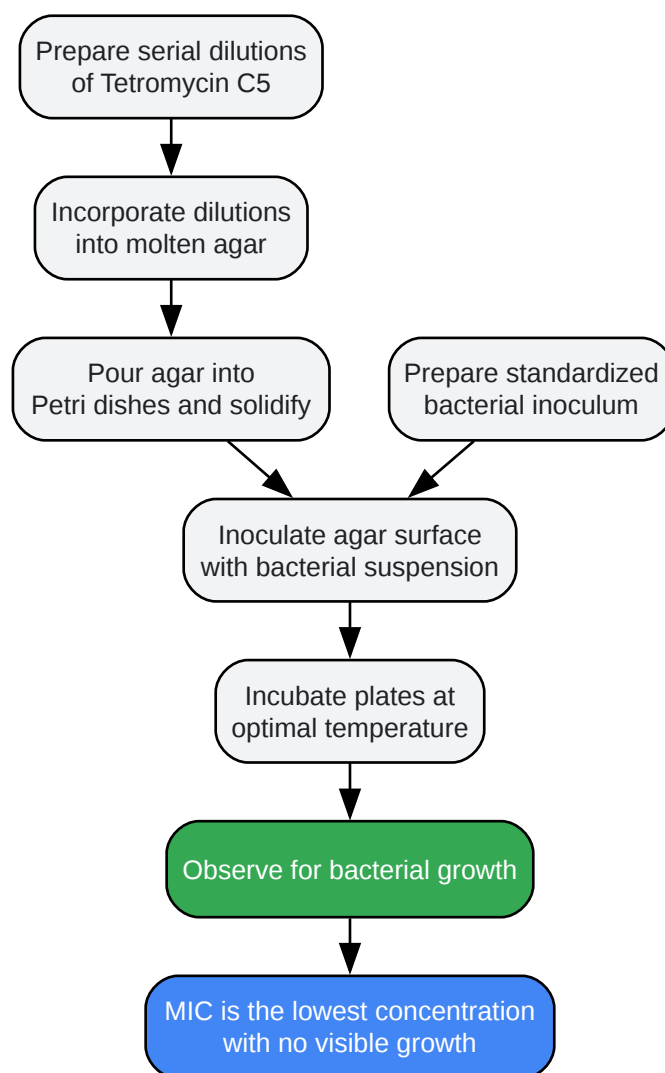 Prepare serial dilutions
of Tetromycin C5
Incorporate dilutions
into molten agar
Pour agar into
Petri dishes and solidify
Prepare standardized
bacterial inoculum
Inoculate agar surface
with bacterial suspension
Incubate plates at
optimal temperature
Observe for bacterial growth
MIC is the lowest concentration
with no visible growth